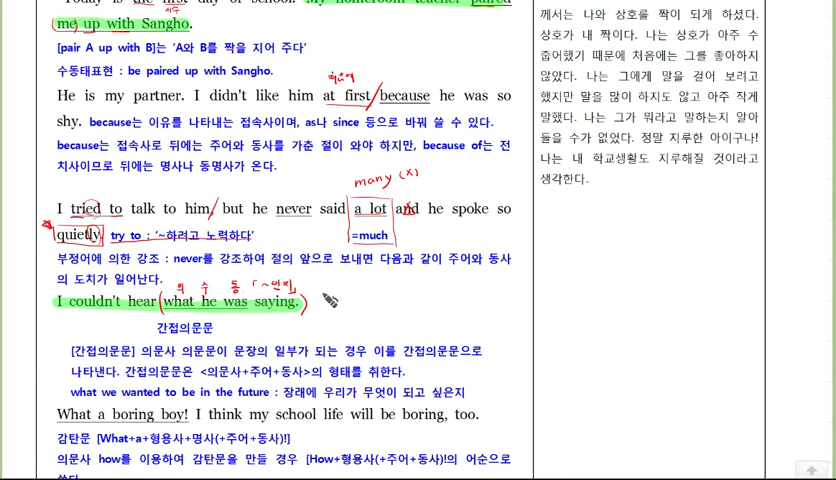 Today is the first day of school. My homeroom teacher paired
me up with Sangho.
[pair A up with B]는 'A와 B를 짝을 지어 주다'
수동태표현 : be paired up with Sangho.
He is my partner. I didn't like him at first because he was so
shy. because는 이유를 나타내는 접속사이며, as나 since 등으로 바꿔 쓸 수 있다.
because는 접속사로 뒤에는 주어와 동사를 가춘 절이 와야 하지만, because of는 전
치사이므로 뒤에는 명사나 동명사가 온다.
many (x)
I tried to talk to him, but he never said a lot and he spoke so
quietly. try to : '~하려고 노력하다' =much
부정어에 의한 강조 : never를 강조하여 절의 앞으로 보내면 다음과 같이 주어와 동사
의 도치가 일어난다.
의 주 동 「~인지」
I couldn't hear (what he was saying.)
간접의문문
[간접의문문] 의문사 의문문이 문장의 일부가 되는 경우 이를 간접의문문으로
나타낸다. 간접의문문은 <의문사+주어+동사>의 형태를 취한다.
what we wanted to be in the future : 장래에 우리가 무엇이 되고 싶은지
What a boring boy! I think my school life will be boring, too.
감탄문 [What+a+형용사+명사(+주어+동사)!]
의문사 how를 이용하여 감탄문을 만들 경우 [How+형용사(+주어+동사)!의 어순으로
께서는 나와 상호를 짝이 되게 하셨다.
상호가 내 짝이다. 나는 상호가 아주 수
줍어했기 때문에 처음에는 그를 좋아하지
않았다. 나는 그에게 말을 걸어 보려고
했지만 말을 많이 하지도 않고 아주 작게
말했다. 나는 그가 뭐라고 말하는지 알아
들을 수가 없었다. 정말 지루한 아이구나!
나는 내 학교생활도 지루해질 것이라고
생각한다.